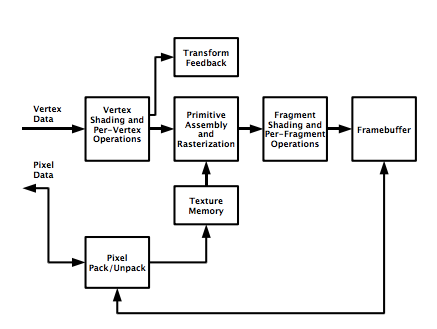 Transform
Feedback
Vertex
Data
Vertex
Shading and
Per-Vertex
Operations
Primitive
Assembly
and
Rasterization
Fragment
Shading and
Per-Fragment
Operations
Framebuffer
Pixel
Data
Texture
Memory
Pixel
Pack/Unpack